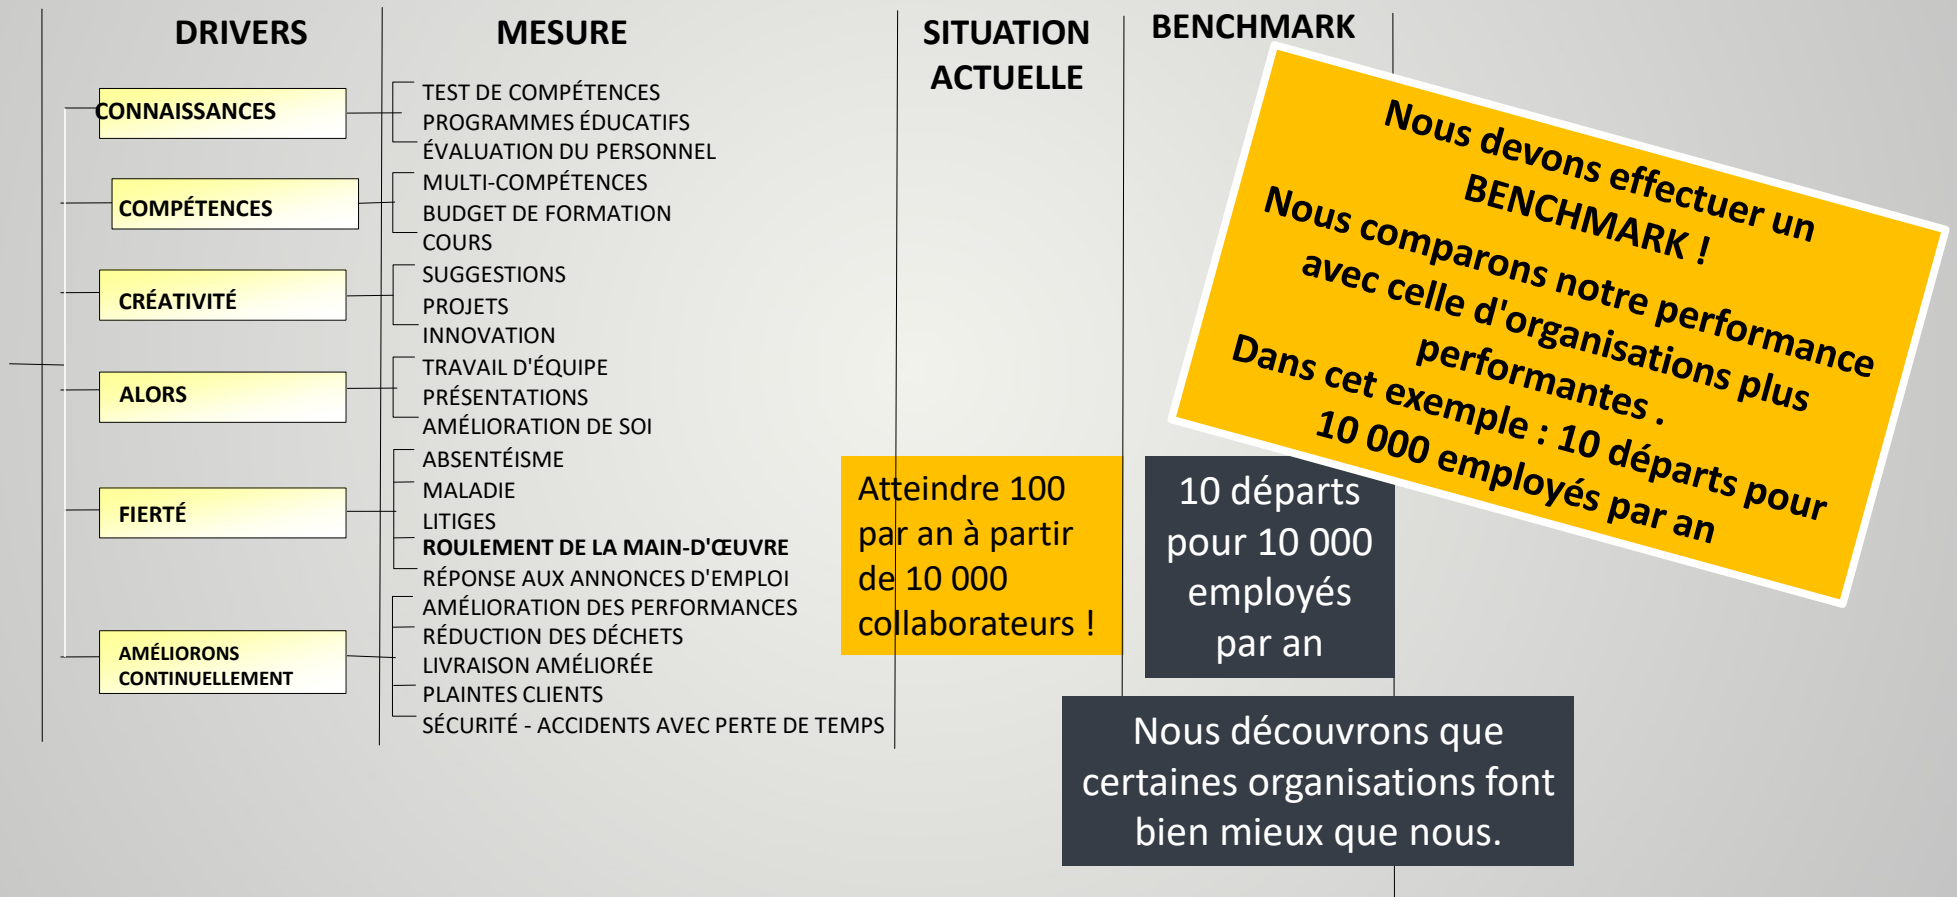 DRIVERS
MESURE
SITUATION
ACTUELLE
BENCHMARK
CONNAISSANCES
TEST DE COMPÉTENCES
PROGRAMMES ÉDUCATIFS
ÉVALUATION DU PERSONNEL
COMPÉTENCES
MULTI-COMPÉTENCES
BUDGET DE FORMATION
COURS
CRÉATIVITÉ
SUGGESTIONS
PROJETS
INNOVATION
ALORS
TRAVAIL D'ÉQUIPE
PRÉSENTATIONS
AMÉLIORATION DE SOI
FIERTÉ
ABSENTÉISME
MALADIE
LITIGES
ROULEMENT DE LA MAIN-D'ŒUVRE
RÉPONSE AUX ANNONCES D'EMPLOI
AMÉLIORONS
CONTINUELLEMENT
AMÉLIORATION DES PERFORMANCES
RÉDUCTION DES DÉCHETS
LIVRAISON AMÉLIORÉE
PLAINTES CLIENTS
SÉCURITÉ - ACCIDENTS AVEC PERTE DE TEMPS
Atteindre 100
par an à partir
de 10 000
collaborateurs !
10 départs
pour 10 000
employés
par an
Nous devons effectuer un
BENCHMARK !
Nous comparons notre performance
avec celle d'organisations plus
performantes .
Dans cet exemple : 10 départs pour
10 000 employés par an
Nous découvrons que
certaines organisations font
bien mieux que nous.